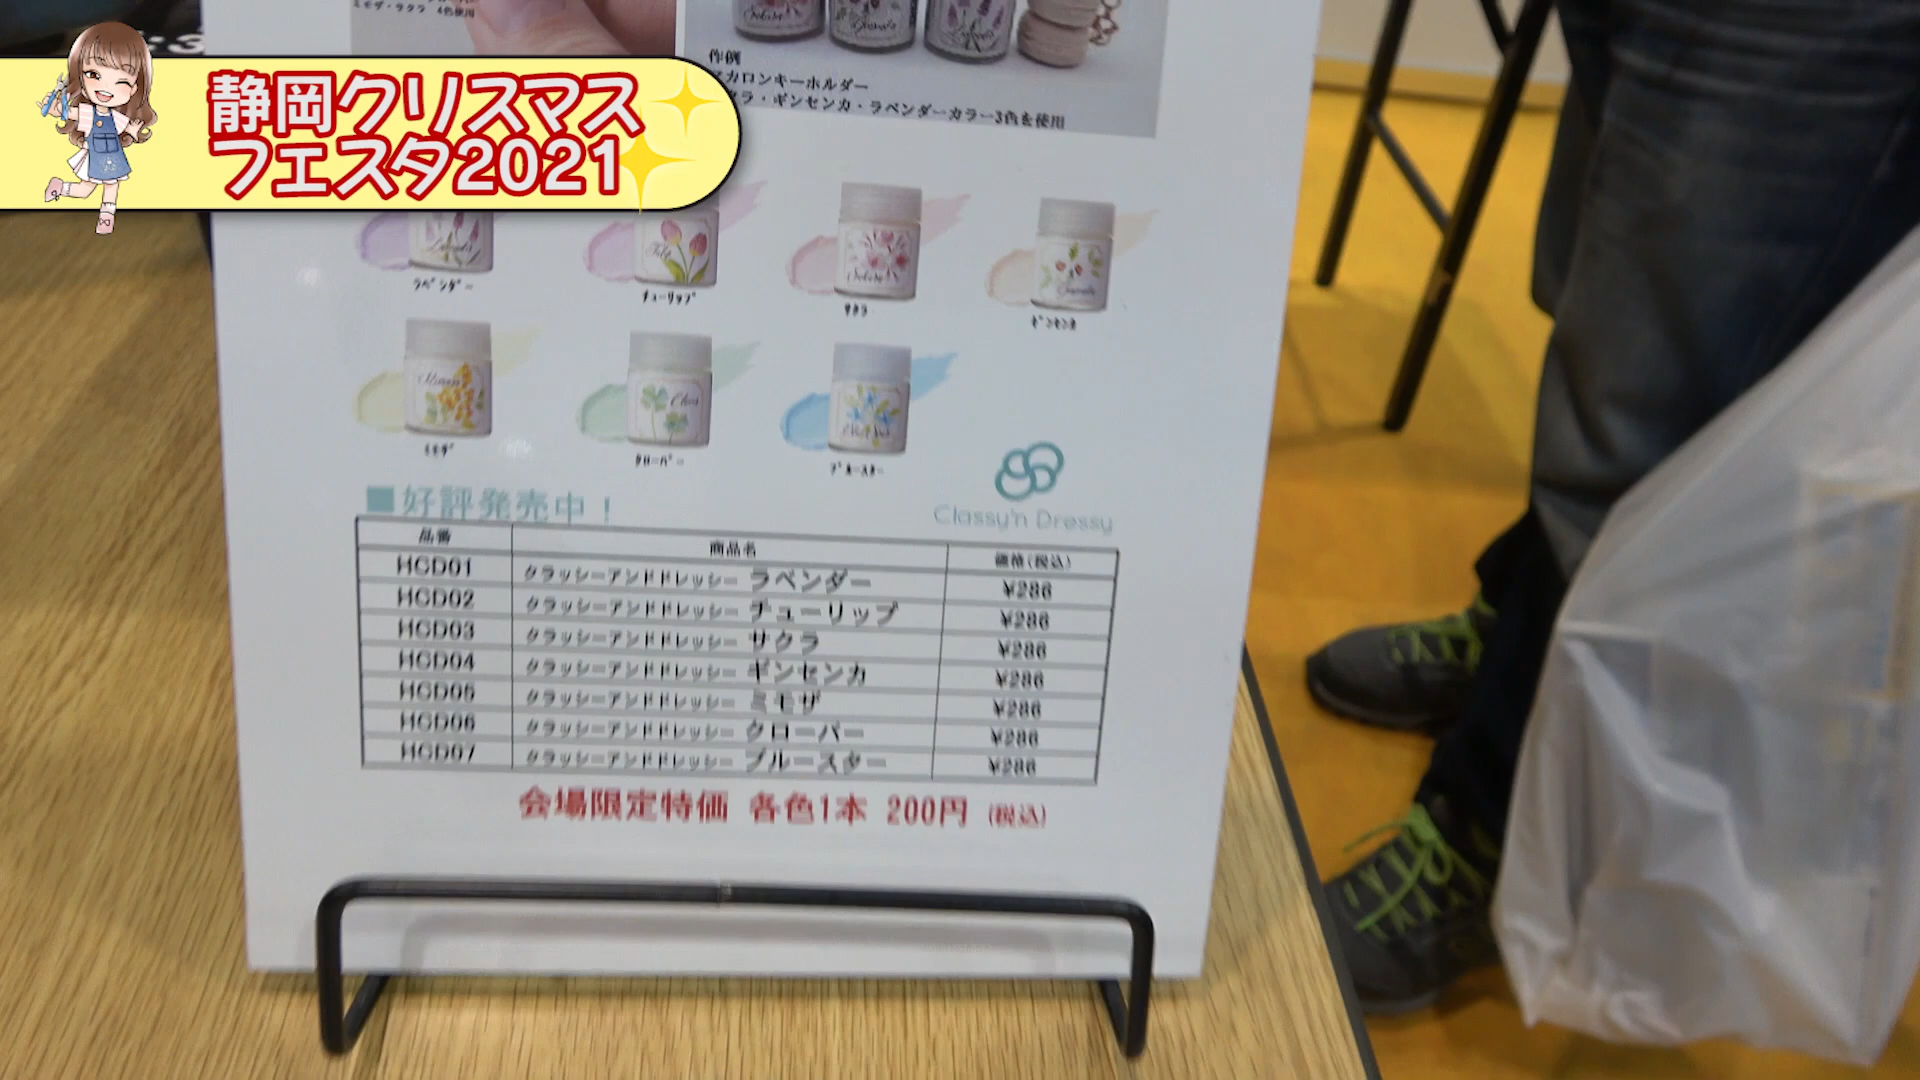 ミモザ・サクラ 4色使用
作例
マカロンキーホルダー
サクラ・ギンセンカ・ラベンダーカラー3色を使用
静岡クリスマス
フェスタ2021
ラベンダー
チューリップ
サクラ
ギンセンカ
ミモザ
クローバー
ブルースター
■好評発売中!
Classy'n Dressy
品番 商品名 価格(税込)
HCD01 クラッシーアンドドレッシー ラベンダー ¥286
HCD02 クラッシーアンドドレッシー チューリップ ¥286
HCD03 クラッシーアンドドレッシー サクラ ¥286
HCD04 クラッシーアンドドレッシー ギンセンカ ¥286
HCD05 クラッシーアンドドレッシー ミモザ ¥286
HCD06 クラッシーアンドドレッシー クローバー ¥286
HCD07 クラッシーアンドドレッシー ブルースター ¥286
会場限定特価 各色1本 200円 (税込)